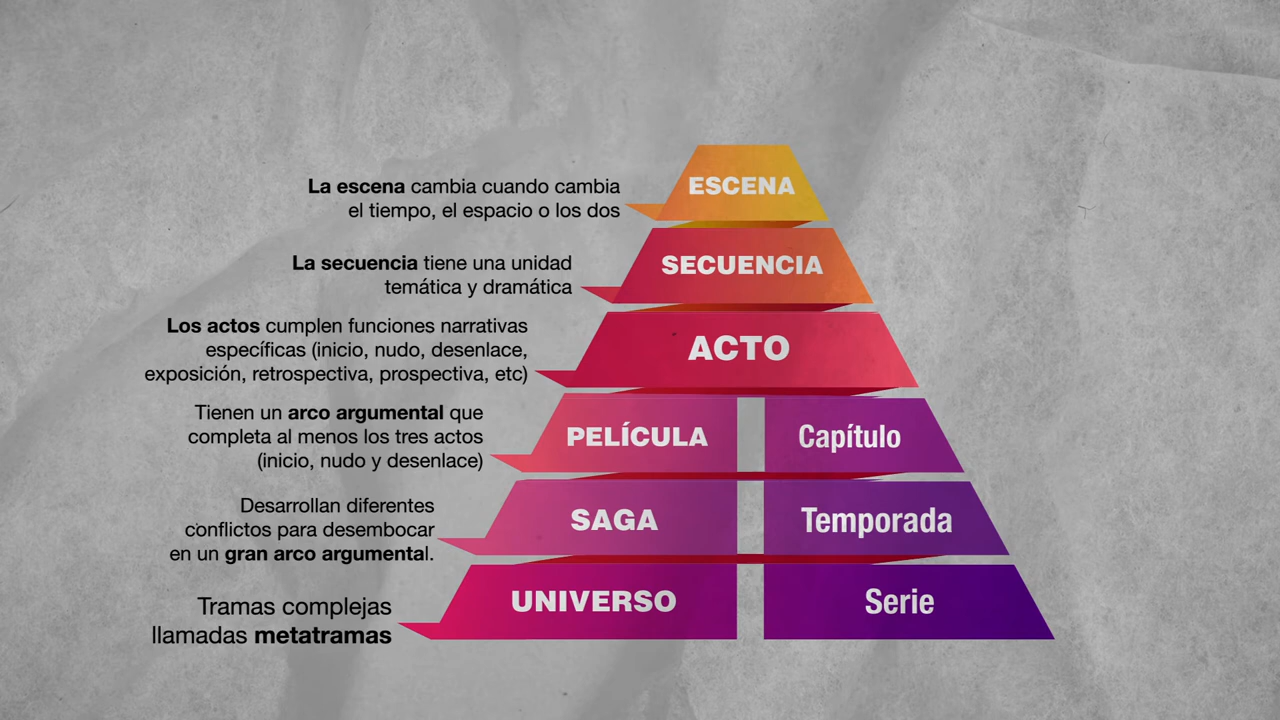 La escena cambia cuando cambia
el tiempo, el espacio o los dos
ESCENA
La secuencia tiene una unidad
temática y dramática
SECUENCIA
Los actos cumplen funciones narrativas
específicas (inicio, nudo, desenlace,
exposición, retrospectiva, prospectiva, etc)
ACTO
Tienen un arco argumental que
completa al menos los tres actos
(inicio, nudo y desenlace)
PELÍCULA
Capítulo
Desarrollan diferentes
conflictos para desembocar
en un gran arco argumental.
SAGA
Temporada
Tramas complejas
llamadas metatramas
UNIVERSO
Serie